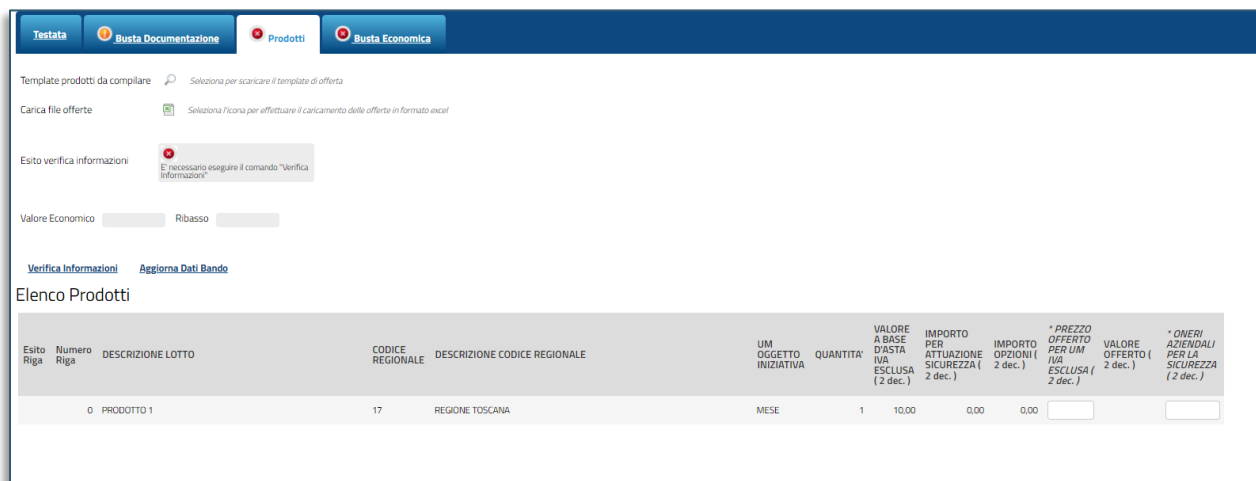 Testata
Busta Documentazione
Prodotti
Busta Economica
Template prodotti da compilare
Seleziona per scaricare il template di offerta
Carica file offerte
Seleziona l'icona per effettuare il caricamento delle offerte in formato excel
Esito verifica informazioni
E' necessario eseguire il comando "Verifica
Informazioni"
Valore Economico
Ribasso
Verifica Informazioni
Aggiorna Dati Bando
Elenco Prodotti
Esito
Riga
Numero
Riga
DESCRIZIONE LOTTO
CODICE
REGIONALE
DESCRIZIONE CODICE REGIONALE
UM
OGGETTO
INIZIATIVA
QUANTITA'
VALORE
A BASE
D'ASTA
IVA
ESCLUSA
( 2 dec. )
IMPORTO
PER
ATTUAZIONE
SICUREZZA (
2 dec. )
IMPORTO
OPZIONI (
2 dec. )
* PREZZO
OFFERTO
PER UM
IVA
ESCLUSA (
2 dec. )
VALORE
OFFERTO (
2 dec. )
* ONERI
AZIENDALI
PER LA
SICUREZZA
( 2 dec. )
0 PRODOTTO 1 17 REGIONE TOSCANA MESE 1 10,00 0,00 0,00